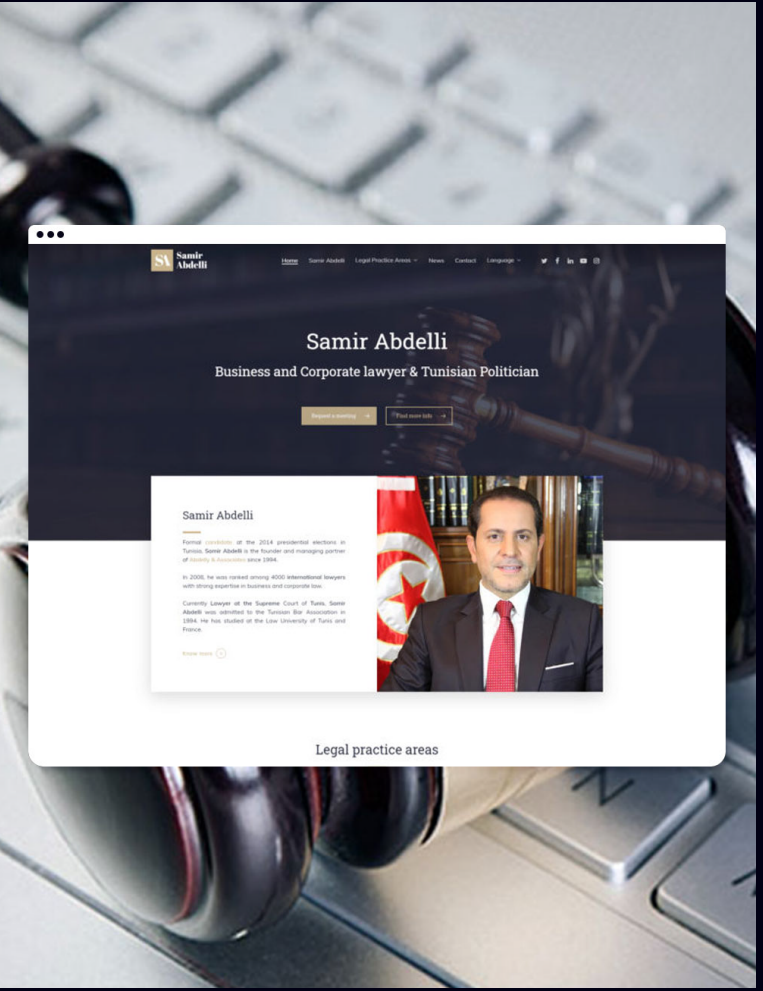 Samir
Abdelli
SA
Home Samir Abdelli Legal Practice Areas News Contact Language
Samir Abdelli
Business and Corporate lawyer & Tunisian Politician
Request a meeting
Find more info
Samir Abdelli
Formal credibility at the 2014 presidential elections in
Tunisia, Samir Abdelli is the founder and managing partner
of & Associates since 1994.
In 2008, he was ranked among 4000 international lawyers
with strong expertise in business and corporate law.
Currently Lawyer at the Supreme Court of Tunis, Samir
Abdelli was admitted to the Tunisian Bar Association in
1994. He has studied at the Law University of Tunis and
France.
Know more
Legal practice areas
N